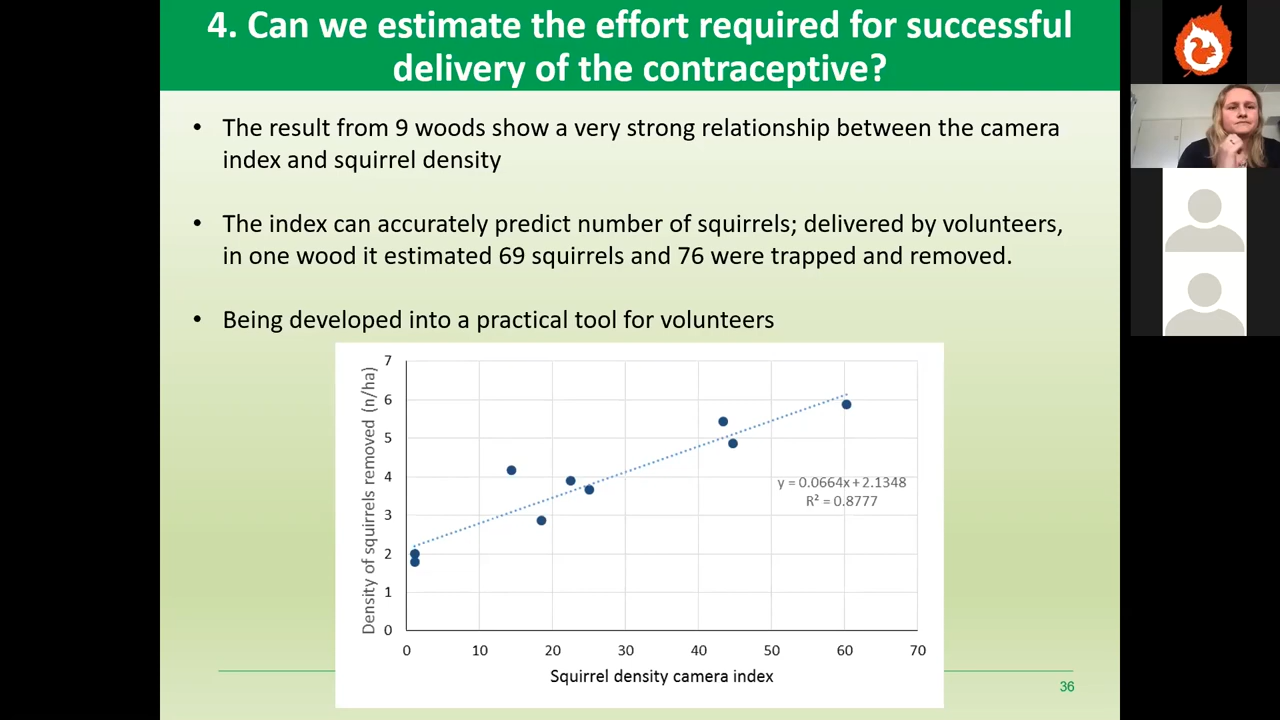 4. Can we estimate the effort required for successful
delivery of the contraceptive?
• The result from 9 woods show a very strong relationship between the camera
index and squirrel density
• The index can accurately predict number of squirrels; delivered by volunteers,
in one wood it estimated 69 squirrels and 76 were trapped and removed.
• Being developed into a practical tool for volunteers
Density of squirrels removed (n/ha)
7
6
5
4
3
2
1
0
y = 0.0664x + 2.1348
R² = 0.8777
0 10 20 30 40 50 60 70
Squirrel density camera index
36